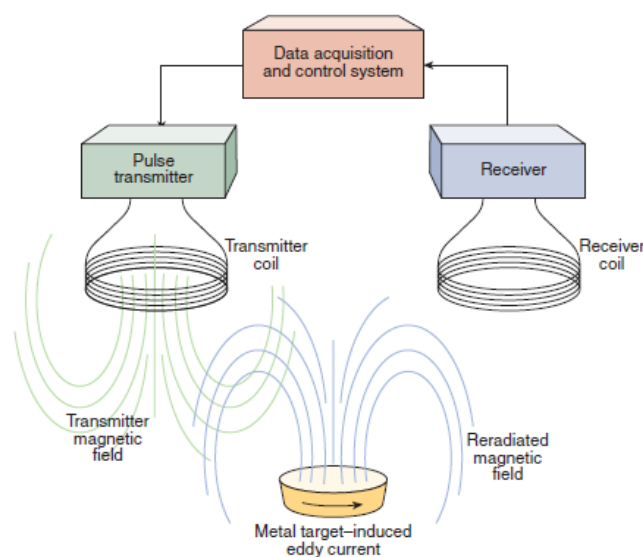 Data acquisition
and control system
Pulse
transmitter
Receiver
Transmitter
coil
Receiver
coil
Transmitter
magnetic
field
Reradiated
magnetic
field
Metal target–induced
eddy current